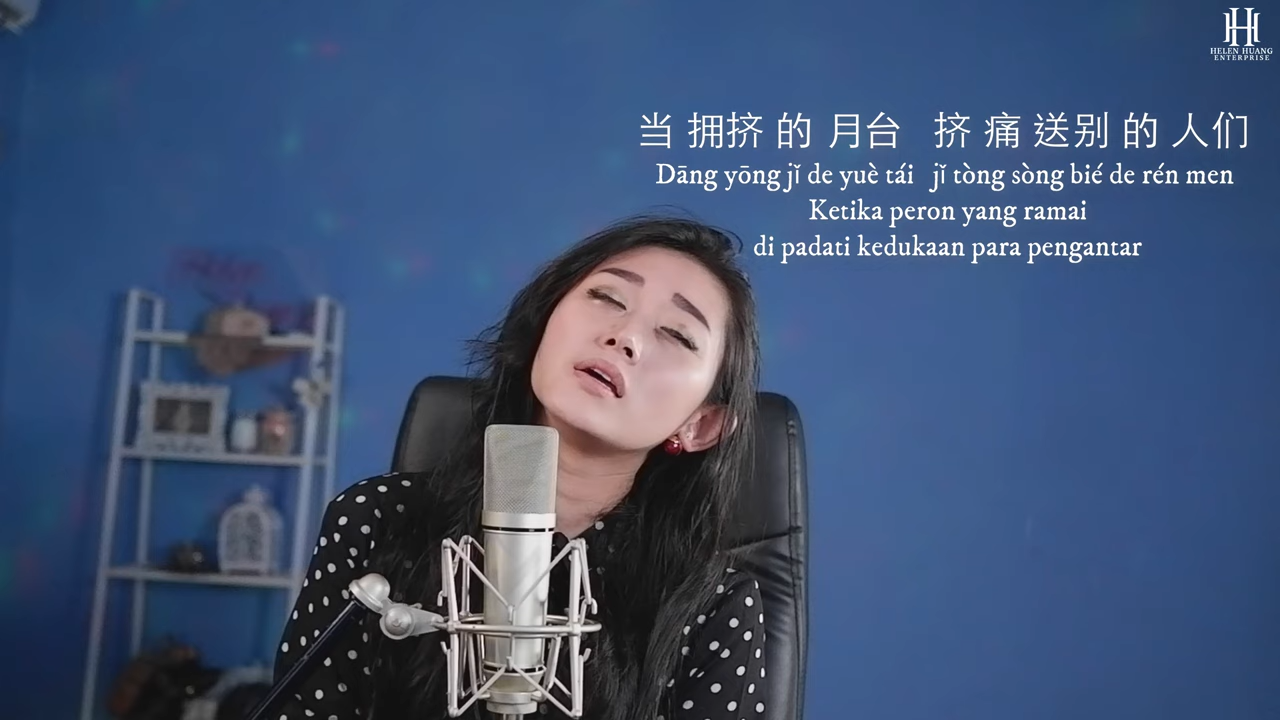 HELEN HUANG
ENTERPRISE
当 拥挤 的 月台 挤 痛 送别 的 人们
Dāng yōng jǐ de yuè tái jǐ tòng sòng bié de rén men
Ketika peron yang ramai
di padati kedukaan para pengantar